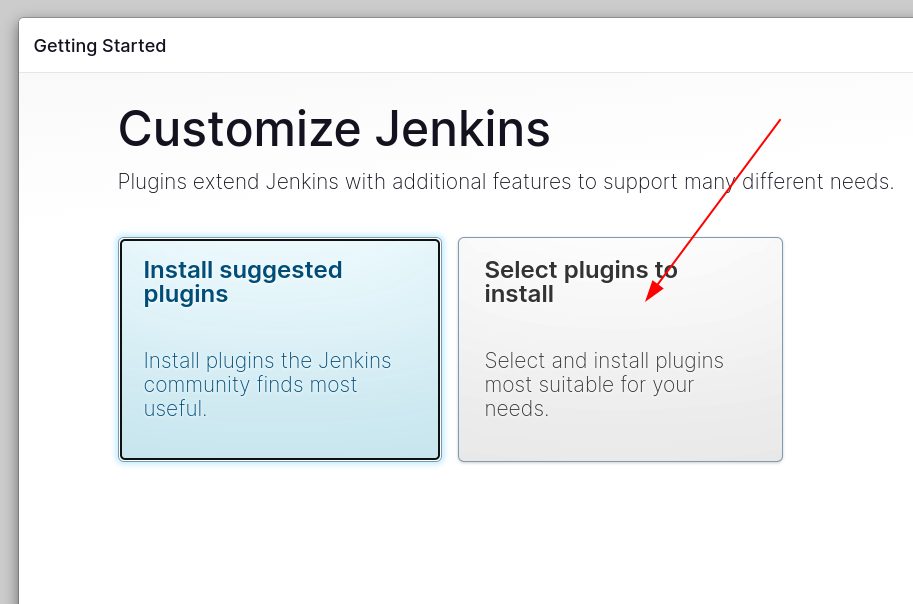 Getting Started
Customize Jenkins
Plugins extend Jenkins with additional features to support many different needs.
Install suggested
plugins
Install plugins the Jenkins
community finds most
useful.
Select plugins to
install
Select and install plugins
most suitable for your
needs.